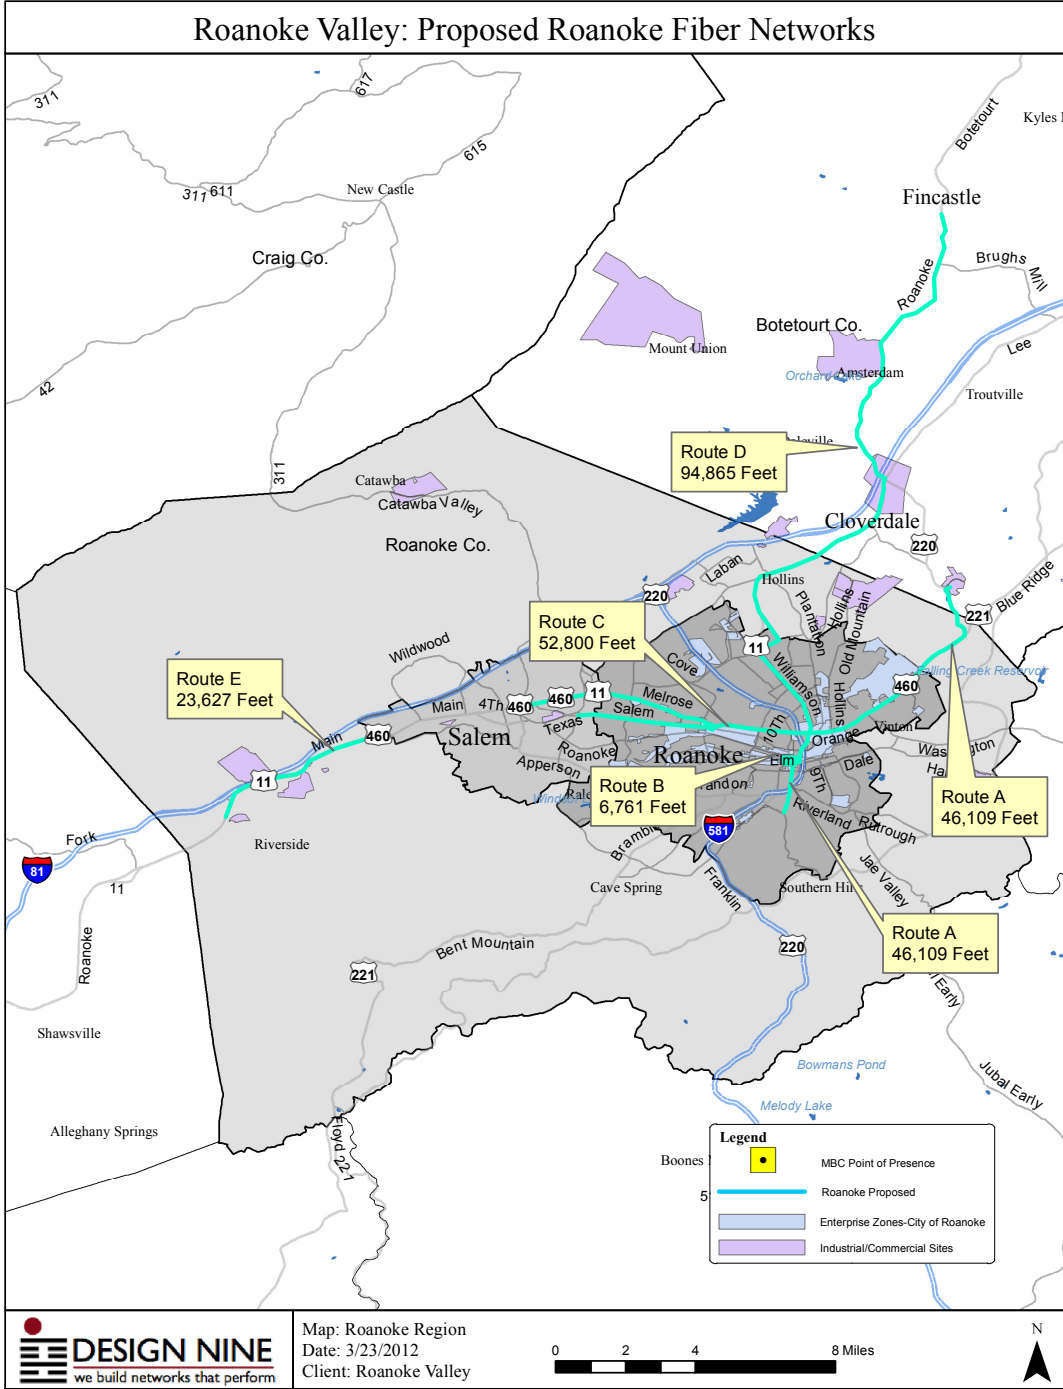 Roanoke Valley: Proposed Roanoke Fiber Networks
311
617
Botetourt
Kyles
615
311 611
New Castle
Fincastle
Craig Co.
Brughs Mill
Roanoke
Botetourt Co.
Mount Union
Lee
Amsterdam
42
Troutville
Route D
94,865 Feet
311
Catawba
Catawba Valley
Cloverdale
Roanoke Co.
220
Laban
Hollins
220
Plantation
Hollins
Old Mountain
221
Blue Ridge
Route C
52,800 Feet
11
Wildwood
Cove
Williamson
Falling Creek Reservoir
Route E
23,627 Feet
460
11
460
460
Melrose
Hollins
Main
4Th
Salem
Texas
10Th
Orange
Vinton
Main
460
Salem
Roanoke
Roanoke
Elm
Washington
Apperson
Dale
9Th
11
Route B
6,761 Feet
Route A
46,109 Feet
Riverland
Rutrough
581
Fork
81
Riverside
11
Cave Spring
Franklin
Southern Hills
Jae Valley
Route A
46,109 Feet
Roanoke
Bent Mountain
220
221
Early
Shawsville
Bowmans Pond
Jubal Early
Melody Lake
Alleghany Springs
Floyd 221
Boones
5
Legend
MBC Point of Presence
Roanoke Proposed
Enterprise Zones-City of Roanoke
Industrial/Commercial Sites
DESIGN NINE
we build networks that perform
Map: Roanoke Region
Date: 3/23/2012
Client: Roanoke Valley
0 2 4 8 Miles
N